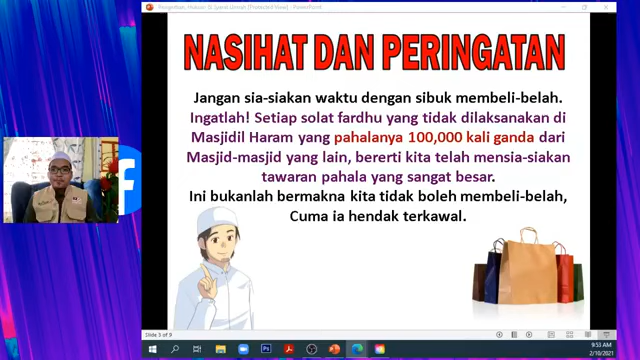 NASIHAT DAN PERINGATAN
Jangan sia-siakan waktu dengan sibuk membeli-belah.
Ingatlah! Setiap solat fardhu yang tidak dilaksanakan di
Masjidil Haram yang pahalanya 100,000 kali ganda dari
Masjid-masjid yang lain, bererti kita telah mensia-siakan
tawaran pahala yang sangat besar.
Ini bukanlah bermakna kita tidak boleh membeli-belah,
Cuma ia hendak terkawal.
Slide 3 of 9
9:53 AM
2/10/2021